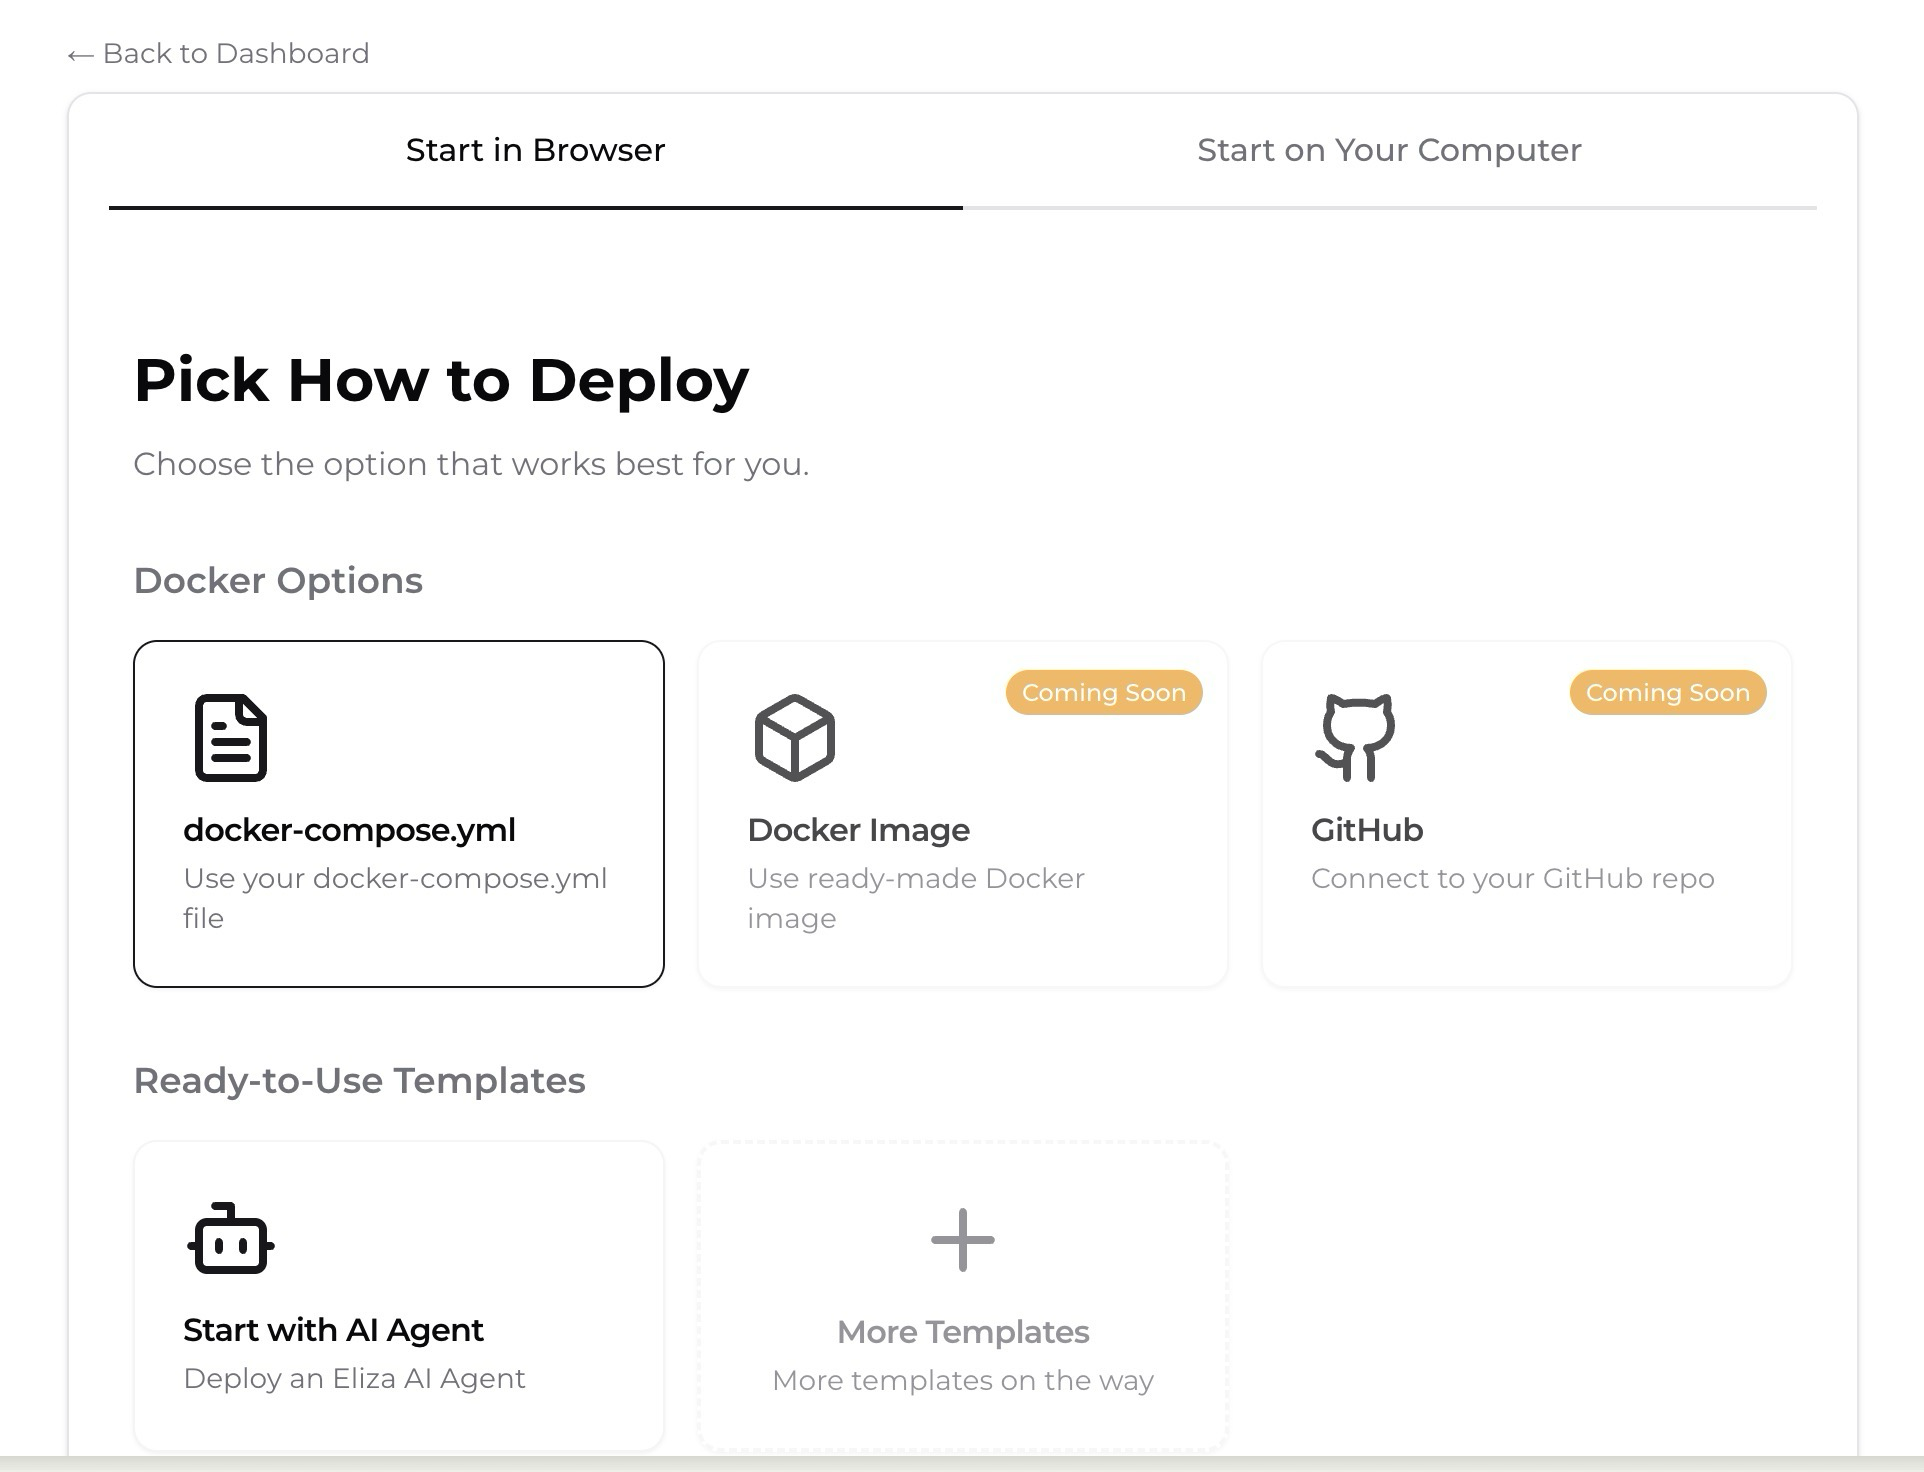 ← Back to Dashboard
Start in Browser
Start on Your Computer
Pick How to Deploy
Choose the option that works best for you.
Docker Options
docker-compose.yml
Use your docker-compose.yml
file
Coming Soon
Docker Image
Use ready-made Docker
image
Coming Soon
GitHub
Connect to your GitHub repo
Ready-to-Use Templates
Start with AI Agent
Deploy an Eliza AI Agent
More Templates
More templates on the way